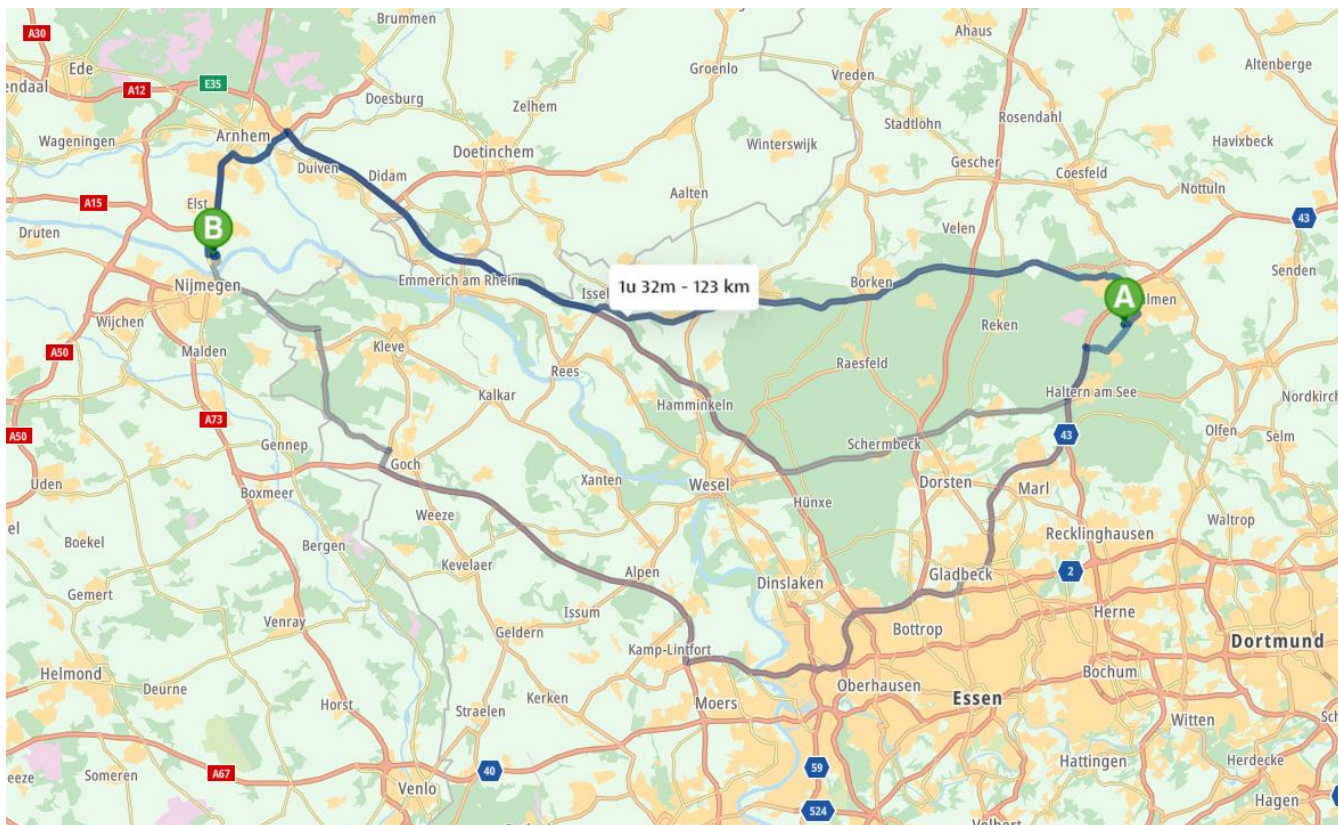 Brummen
Ahaus
A30
Ede
Groenlo
Vreden
Altenberge
endaal
A12
E35
Doesburg
Zelhem
Stadtlohn
Rosendahl
Wageningen
Arnhem
Doetinchem
Winterswijk
Havixbeck
Duiven
Didam
Gescher
Coesfeld
Aalten
Nottuln
A15
Elst
B
43
Druten
Velen
Emmerich am Rhein
Issel
1u 32m - 123 km
Borken
A
Senden
Nijmegen
ülmen
Wijchen
Reken
A50
Malden
Kleve
Rees
Raesfeld
Kalkar
Haltern am See
Hamminkeln
Nordkirch
A73
A50
Gennep
Schermbeck
43
Olfen
Selm
Goch
Uden
Xanten
Wesel
Dorsten
Marl
Boxmeer
Hünxe
Weeze
Waltrop
el
Boekel
Bergen
Recklinghausen
Kevelaer
Alpen
Dinslaken
Gladbeck
2
Gemert
Issum
Herne
Venray
Geldern
Bottrop
Dortmund
Kamp-Lintfort
Helmond
Bochum
Deurne
Kerken
Oberhausen
Essen
Horst
Straelen
Moers
Witten
Sch
Hattingen
Herdecke
eeze
Someren
A67
40
59
Venlo
Hagen
524